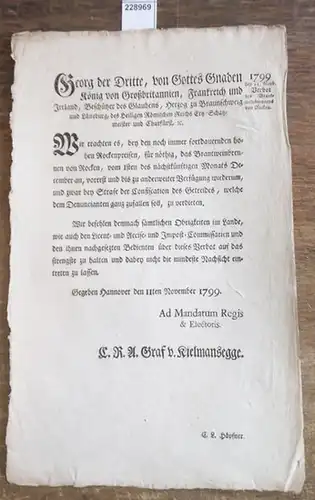 228969
Georg der Dritte, von Gottes Gnaden
König von Großbritannien, Frankreich und
Irrland, Beschützer des Glaubens, Herzog zu Braunschweig
und Lüneburg, des Heiligen Römischen Reichs Erz-Schatz-
meister und Churfürst, ꝛc.
1799
Verbot
Wir erachten es, bey den noch immer fortdauernden ho-
hen Rockenpreisen, für nöthig, das Brantweinbren-
nen von Rocken, vom 1sten des nächstkünftigen Monats De-
cember an, vorerst und bis zu anderweiter Verfügung wiederum,
und zwar bey Strafe der Confiscation des Getreides, welche
dem Denuncianten ganz zufallen soll, zu verbieten.
Wir befehlen demnach sämtlichen Obrigkeiten im Lande,
wie auch den Licent- und Accise- und Impost-Commissarien und
den ihnen nachgesetzten Bedienten über dieses Verbot auf das
strengste zu halten und dabey nicht die mindeste Nachsicht ein-
treten zu lassen.
Gegeben Hannover den 11ten November 1799.
Ad Mandatum Regis
& Electoris.
C. R. A. Graf v. Kielmansegge.
C. L. Höpfner.